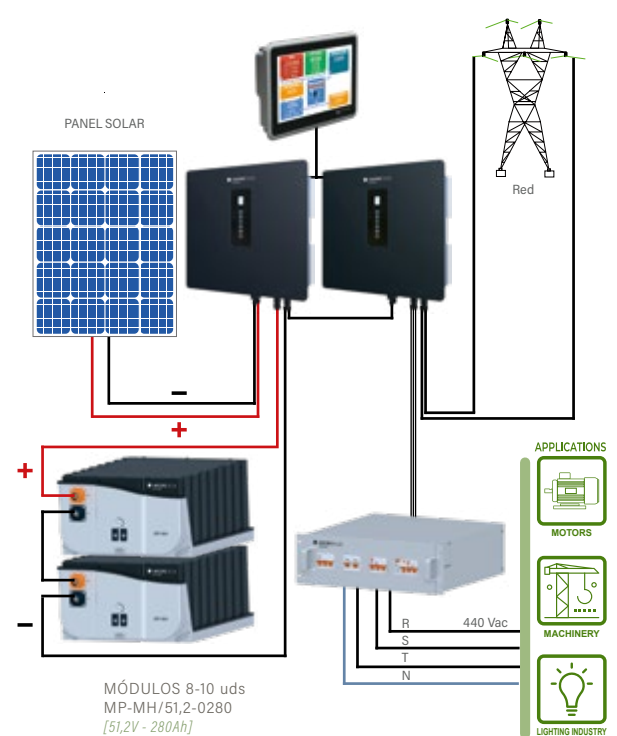 PANEL SOLAR
Red
−
+
+
−
APPLICATIONS
MOTORS
MACHINERY
LIGHTING INDUSTRY
R 440 Vac
S
T
N
MÓDULOS 8-10 uds
MP-MH/51,2-0280
[51,2V - 280Ah]